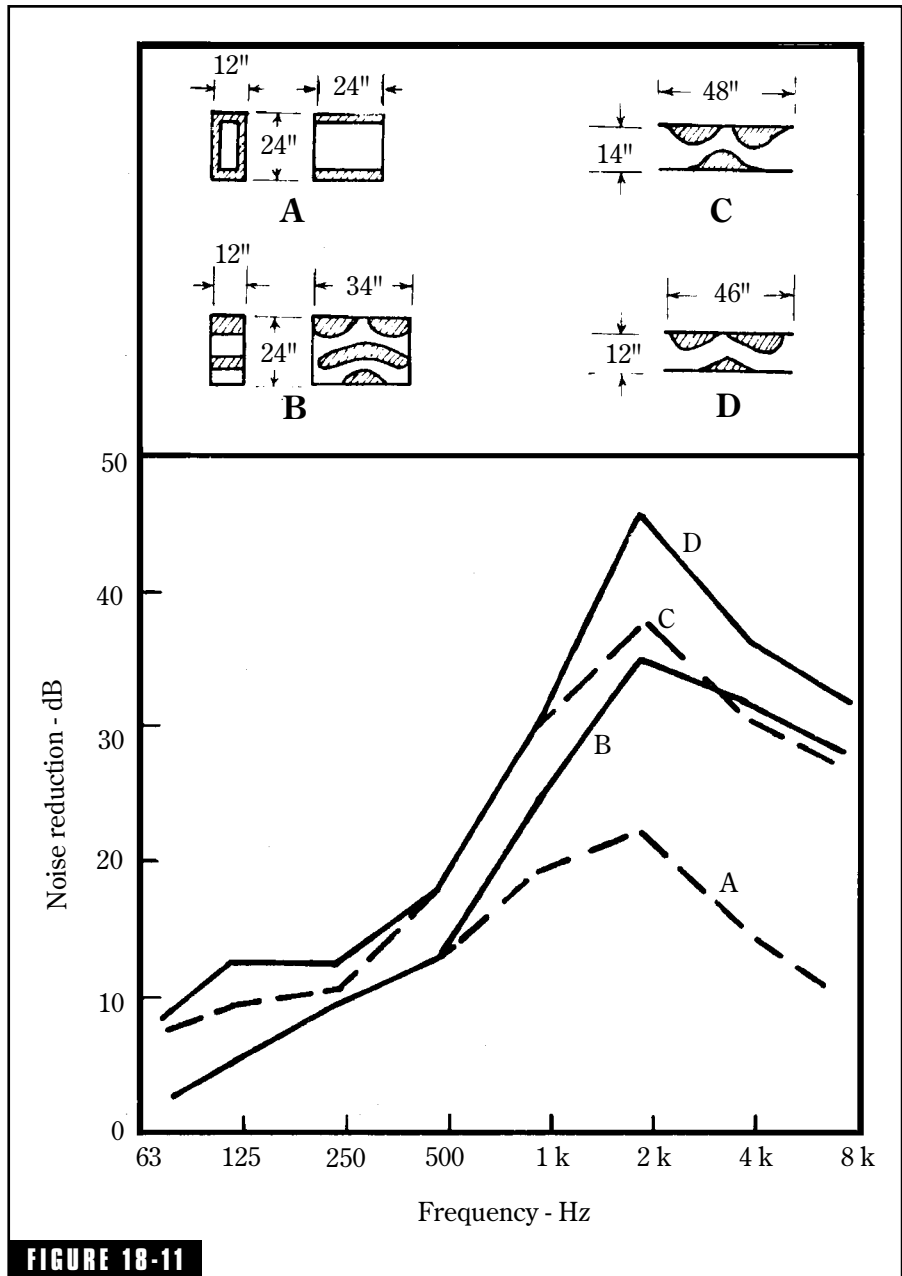 12" 24" 48"
24" 14"
A C
12" 34" 46"
24" 12"
B D
50
D
40
C
30
B
20
A
10
0
Noise reduction - dB
63 125 250 500 1 k 2 k 4 k 8 k
Frequency - Hz
FIGURE 18-11